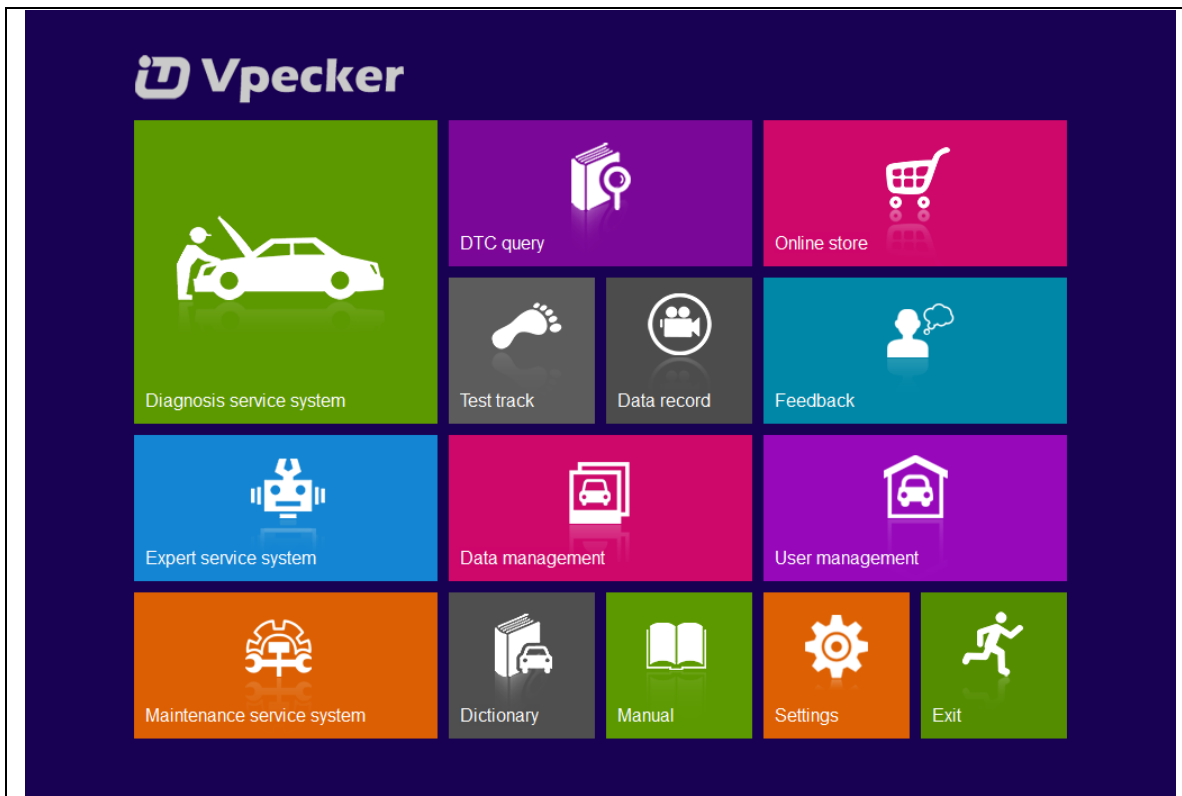 Vpecker
DTC query
Online store
Diagnosis service system
Test track
Data record
Feedback
Expert service system
Data management
User management
Maintenance service system
Dictionary
Manual
Settings
Exit